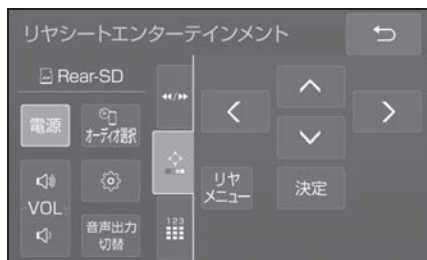 リヤシートエンターテインメント
Rear-SD
電源
オーディオ選択
VOL
音声出力
切替
◀◀/▶▶
123
リヤ
メニュー
決定